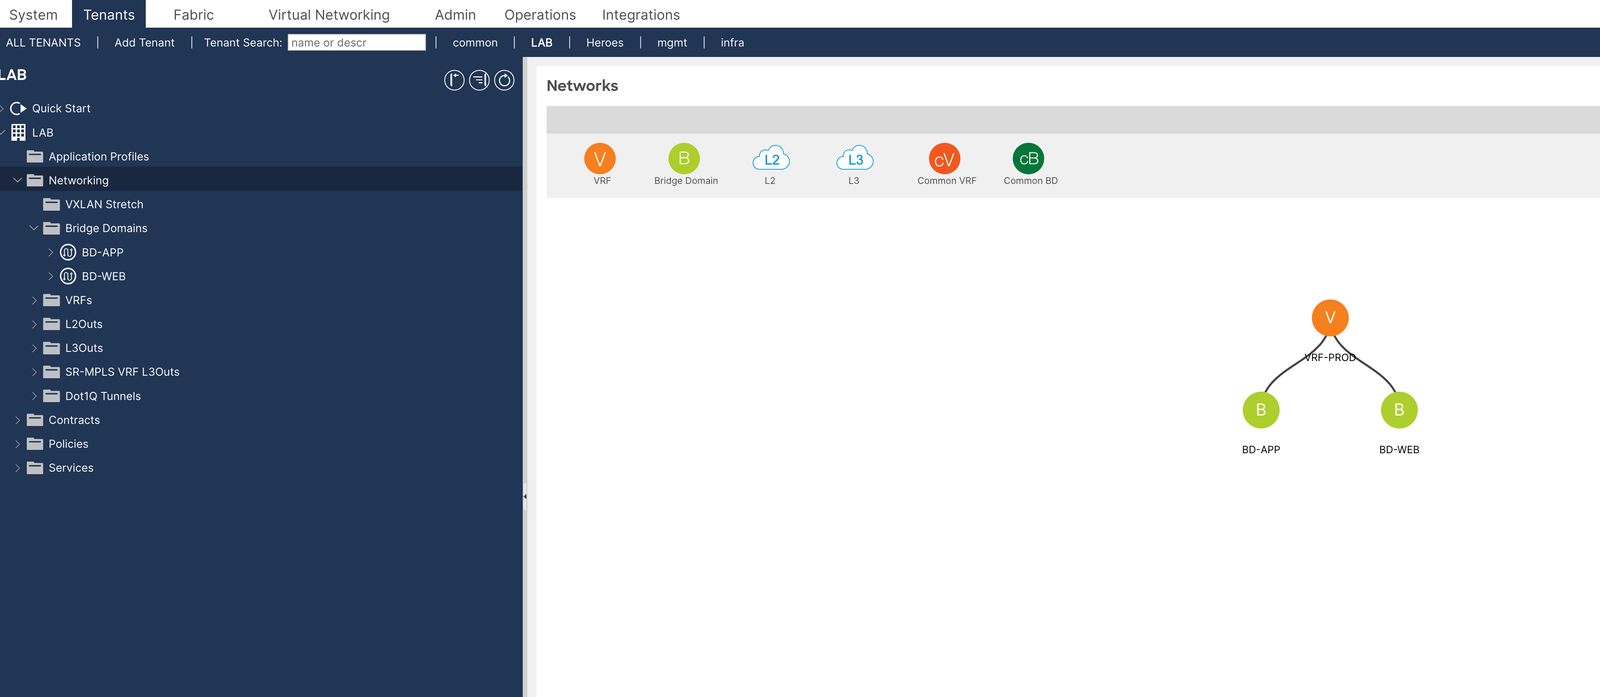 System Tenants Fabric Virtual Networking Admin Operations Integrations
ALL TENANTS | Add Tenant | Tenant Search: name or descr | common | LAB | Heroes | mgmt | infra
LAB
Quick Start
LAB
Application Profiles
Networking
VXLAN Stretch
Bridge Domains
BD-APP
BD-WEB
VRFs
L2Outs
L3Outs
SR-MPLS VRF L3Outs
Dot1Q Tunnels
Contracts
Policies
Services
Networks
V B L2 L3 cV cB
VRF Bridge Domain L2 L3 Common VRF Common BD
V
VRF-PROD
B B
BD-APP BD-WEB